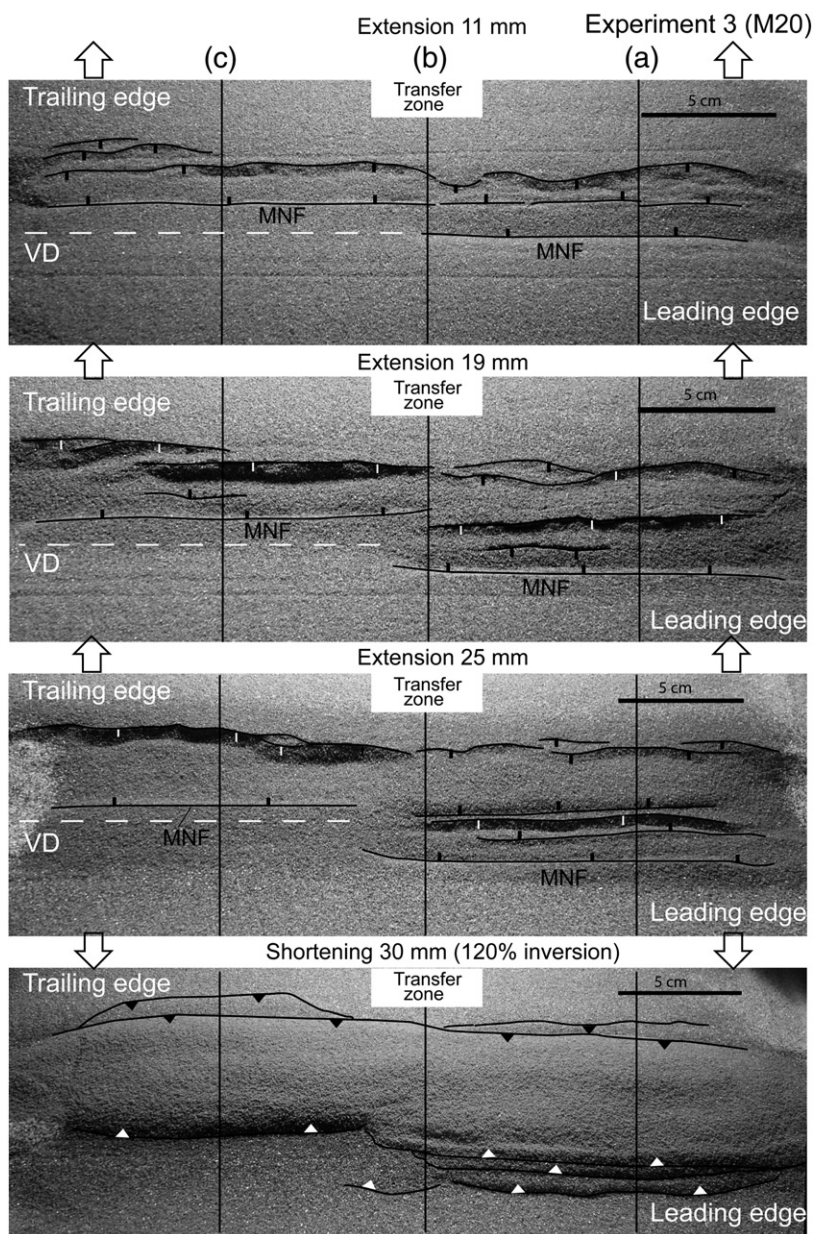 Extension 11 mm
Experiment 3 (M20)
(c)
(b)
(a)
Trailing edge
Transfer
zone
5 cm
MNF
VD
MNF
Leading edge
Extension 19 mm
Trailing edge
Transfer
zone
5 cm
MNF
VD
MNF
Leading edge
Extension 25 mm
Trailing edge
Transfer
zone
5 cm
MNF
VD
MNF
Leading edge
Shortening 30 mm (120% inversion)
Trailing edge
Transfer
zone
5 cm
Leading edge